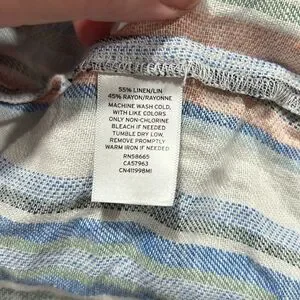 55% LINEN/LIN
45% RAYON/RAYONNE
MACHINE WASH COLD,
WITH LIKE COLORS
ONLY NON-CHLORINE
BLEACH IF NEEDED
TUMBLE DRY LOW,
REMOVE PROMPTLY
WARM IRON IF NEEDED
RN58665
CA57963
CN411998MI